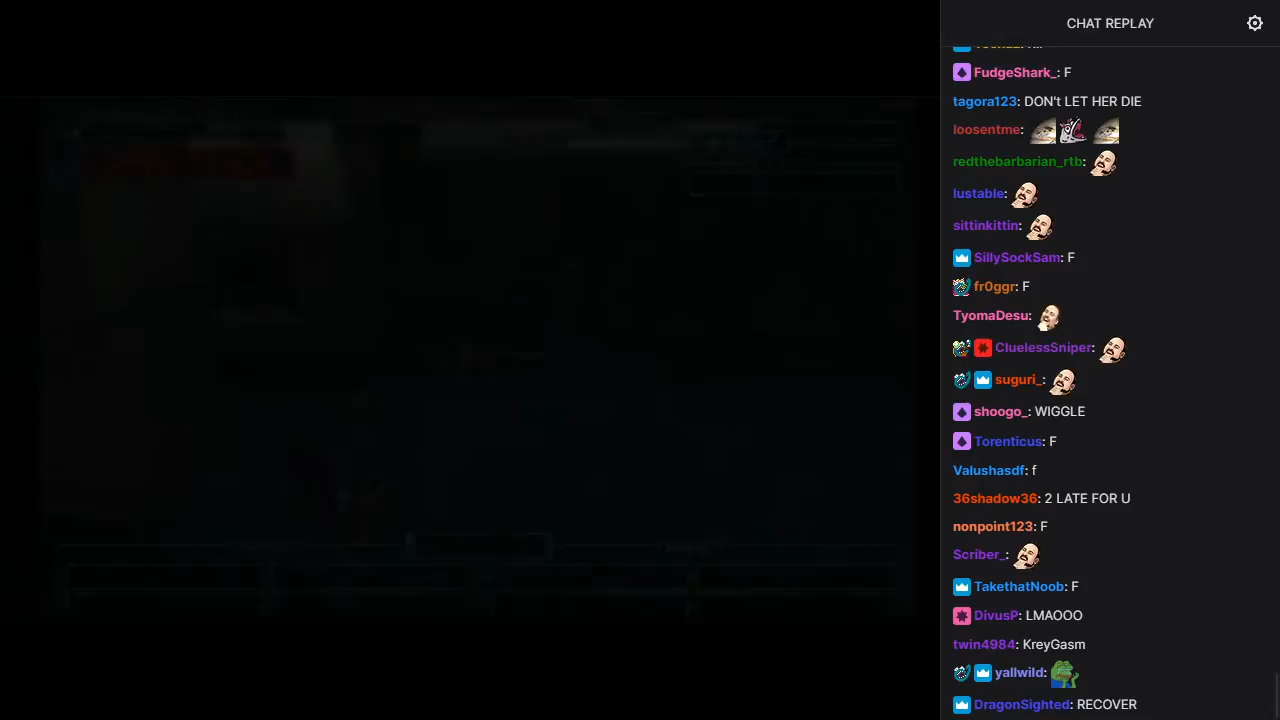 CHAT REPLAY
FudgeShark_: F
tagora123: DON't LET HER DIE
loosentme:
redthebarbarian_rtb:
lustable:
sittinkittin:
SillySockSam: F
fr0ggr: F
TyomaDesu:
CluelessSniper:
suguri_:
shoogo_: WIGGLE
Torenticus: F
Valushasdf: f
36shadow36: 2 LATE FOR U
nonpoint123: F
Scriber_:
TakethatNoob: F
DivusP: LMAOOO
twin4984: KreyGasm
yallwild:
DragonSighted: RECOVER